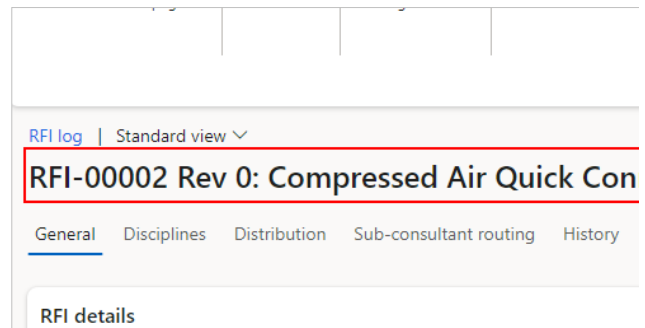 RFI log | Standard view
RFI-00002 Rev 0: Compressed Air Quick Con
General Disciplines Distribution Sub-consultant routing History
RFI details